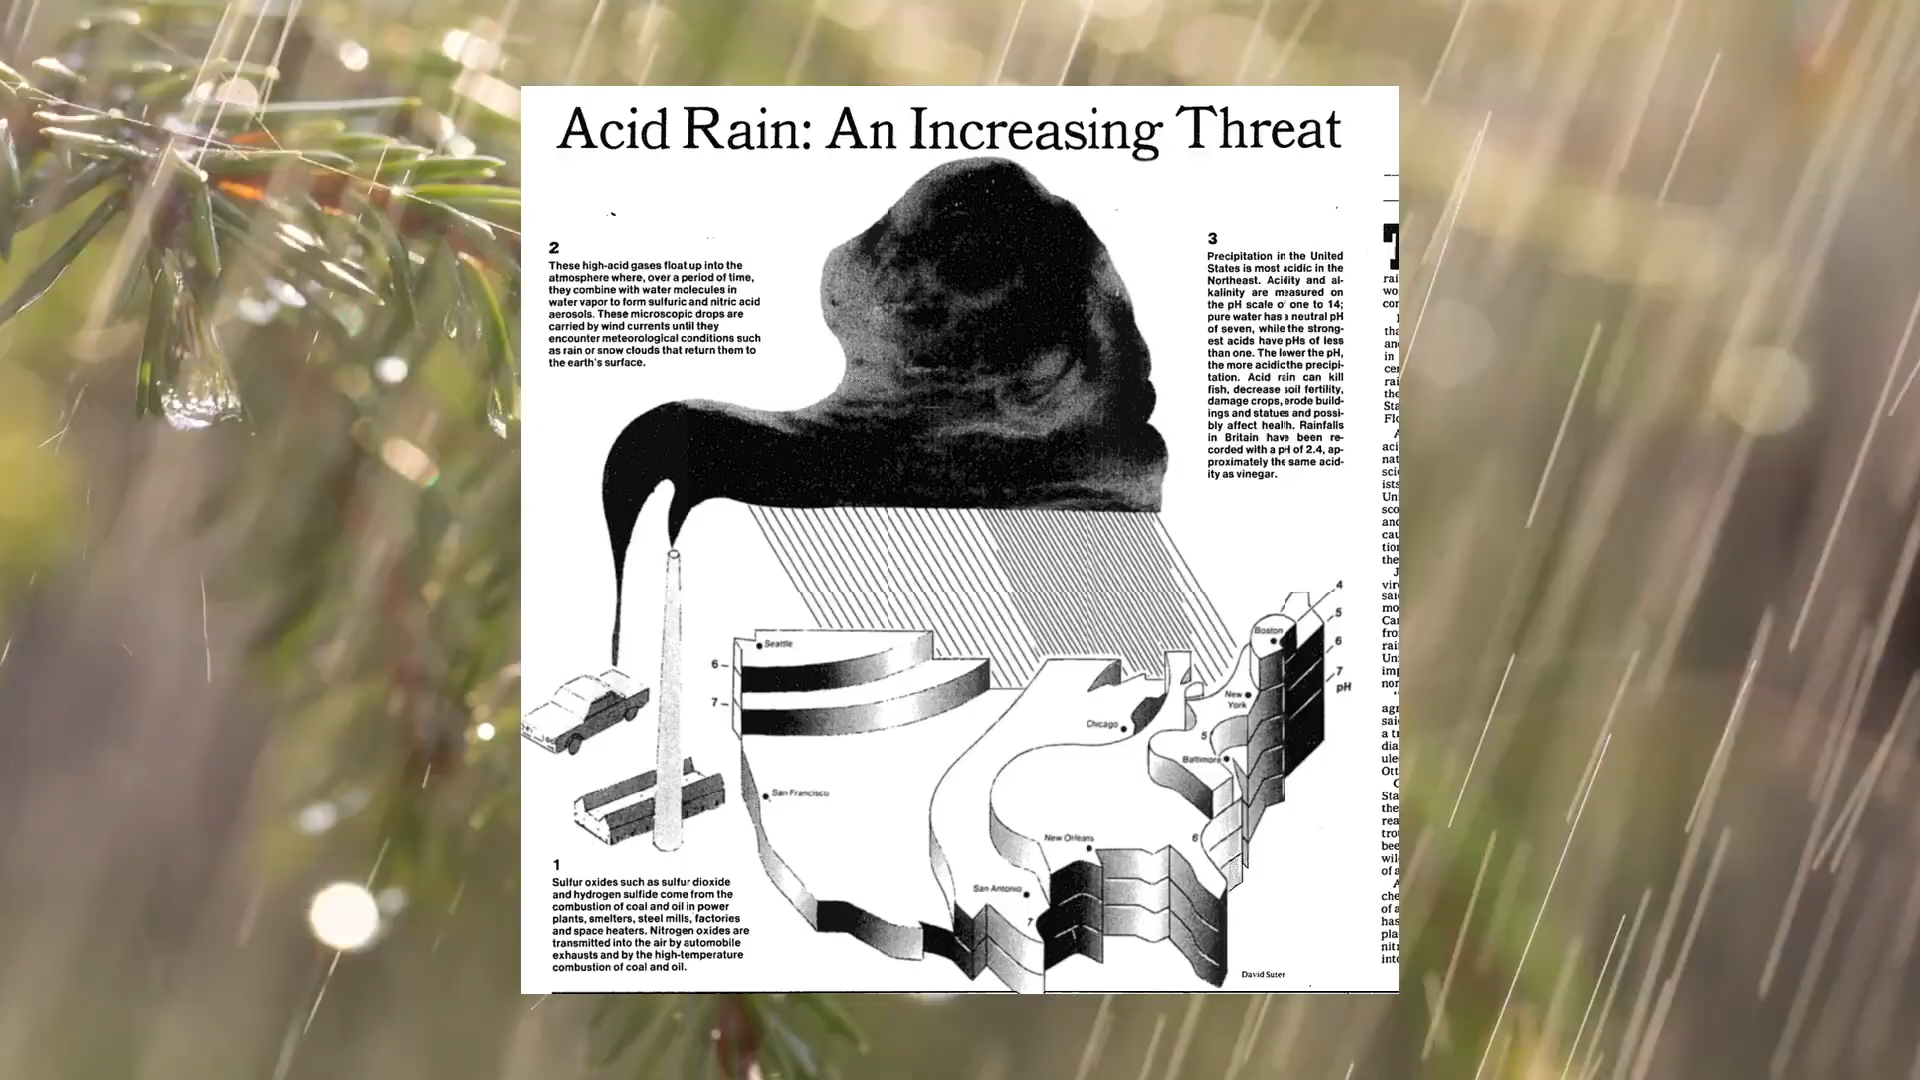 Acid Rain: An Increasing Threat
2
These high-acid gases float up into the
atmosphere where, over a period of time,
they combine with water molecules in
water vapor to form sulfuric and nitric acid
aerosols. These microscopic drops are
carried by wind currents until they
encounter meteorological conditions such
as rain or snow clouds that return them to
the earth's surface.
3
Precipitation in the United
States is most acidic in the
Northeast. Acidity and al-
kalinity are measured on
the pH scale of one to 14;
pure water has a neutral pH
of seven, while the strong-
est acids have pHs of less
than one. The lower the pH,
the more acidic the precipi-
tation. Acid rain can kill
fish, decrease soil fertility,
damage crops, erode build-
ings and statues and possi-
bly affect health. Rainfalls
in Britain have been re-
corded with a pH of 2.4, ap-
proximately the same acid-
ity as vinegar.
4
5
6
7
pH
Seattle
6
7
Boston
New
York
Chicago
5
Baltimore
San Francisco
New Orleans
6
San Antonio
7
1
Sulfur oxides such as sulfur dioxide
and hydrogen sulfide come from the
combustion of coal and oil in power
plants, smelters, steel mills, factories
and space heaters. Nitrogen oxides are
transmitted into the air by automobile
exhausts and by the high-temperature
combustion of coal and oil.
David Suter